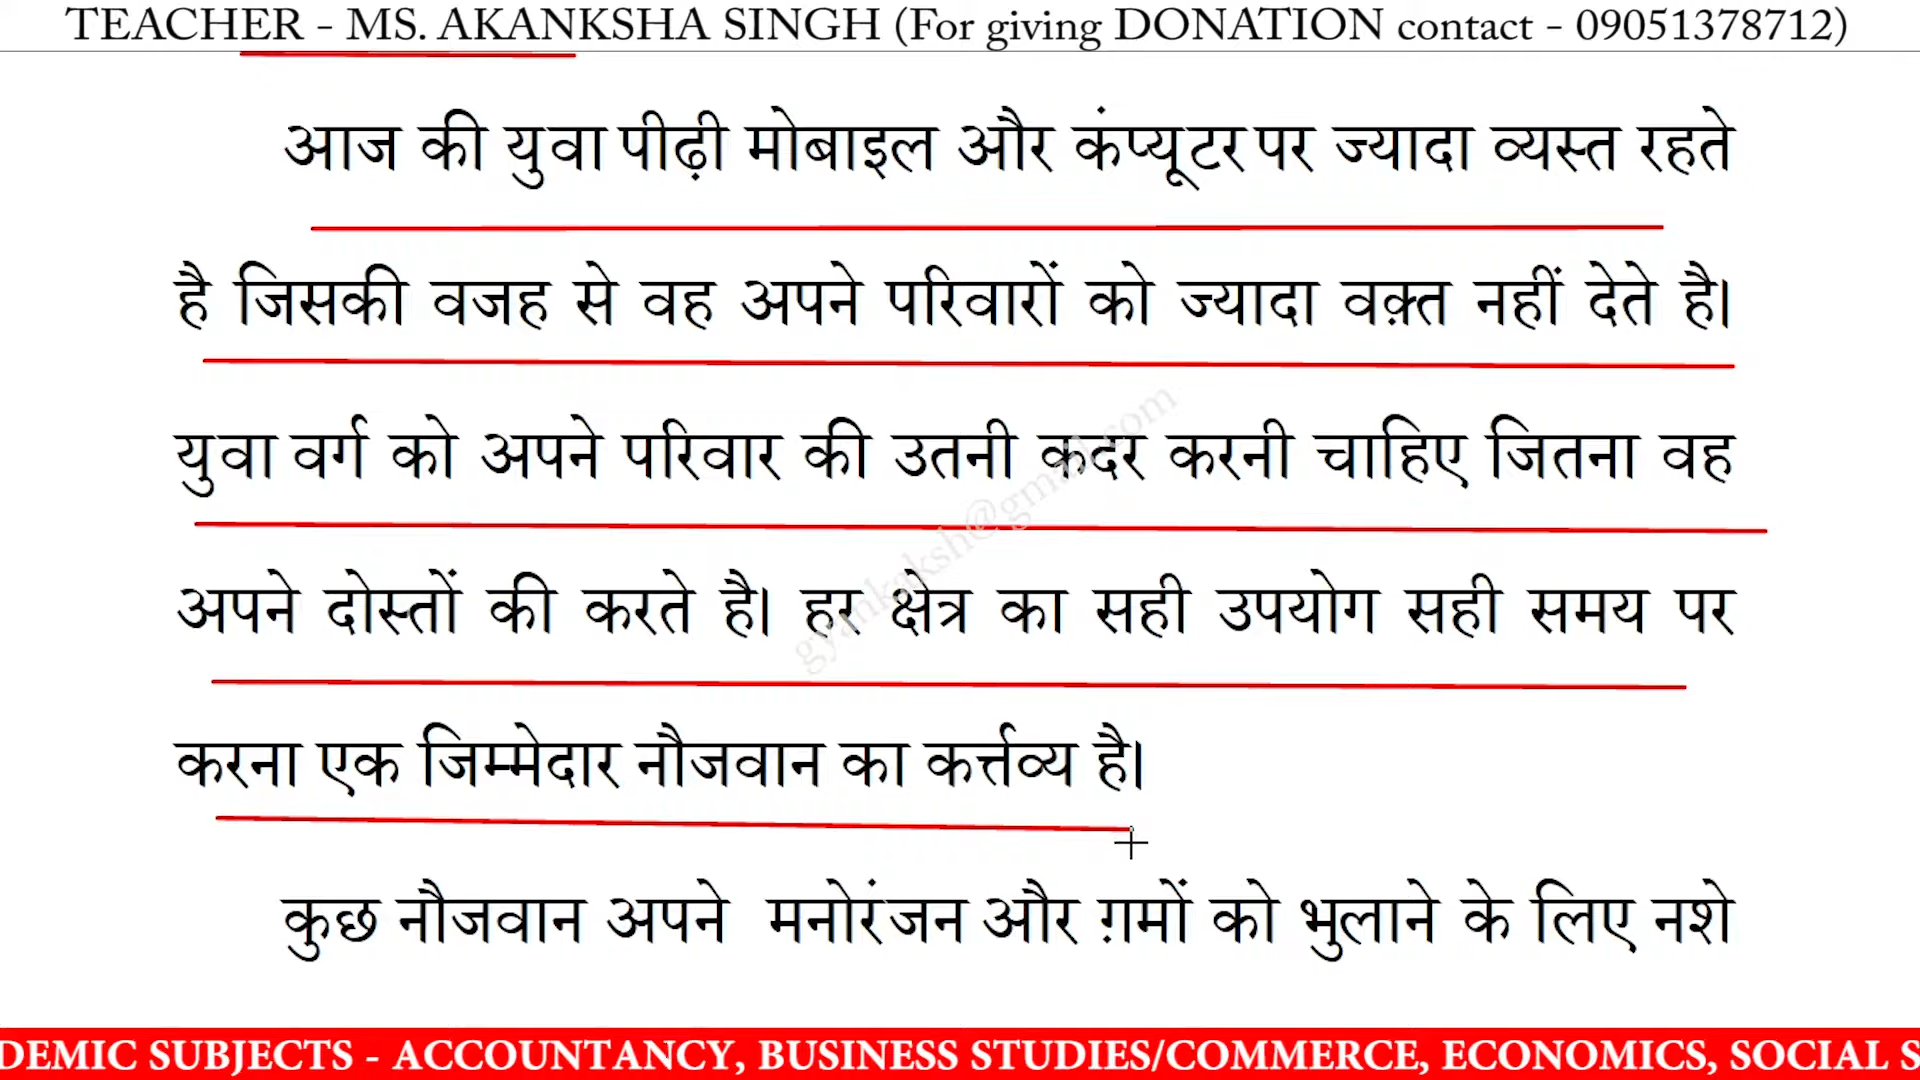 TEACHER - MS. AKANKSHA SINGH (For giving DONATION contact - 09051378712)
आज की युवा पीढ़ी मोबाइल और कंप्यूटर पर ज्यादा व्यस्त रहते
है जिसकी वजह से वह अपने परिवारों को ज्यादा वक़्त नहीं देते है।
युवा वर्ग को अपने परिवार की उतनी कदर करनी चाहिए जितना वह
अपने दोस्तों की करते है। हर क्षेत्र का सही उपयोग सही समय पर
करना एक जिम्मेदार नौजवान का कर्त्तव्य है।
कुछ नौजवान अपने मनोरंजन और ग़मों को भुलाने के लिए नशे
gyankaksh@gmail.com
DEMIC SUBJECTS - ACCOUNTANCY, BUSINESS STUDIES/COMMERCE, ECONOMICS, SOCIAL S